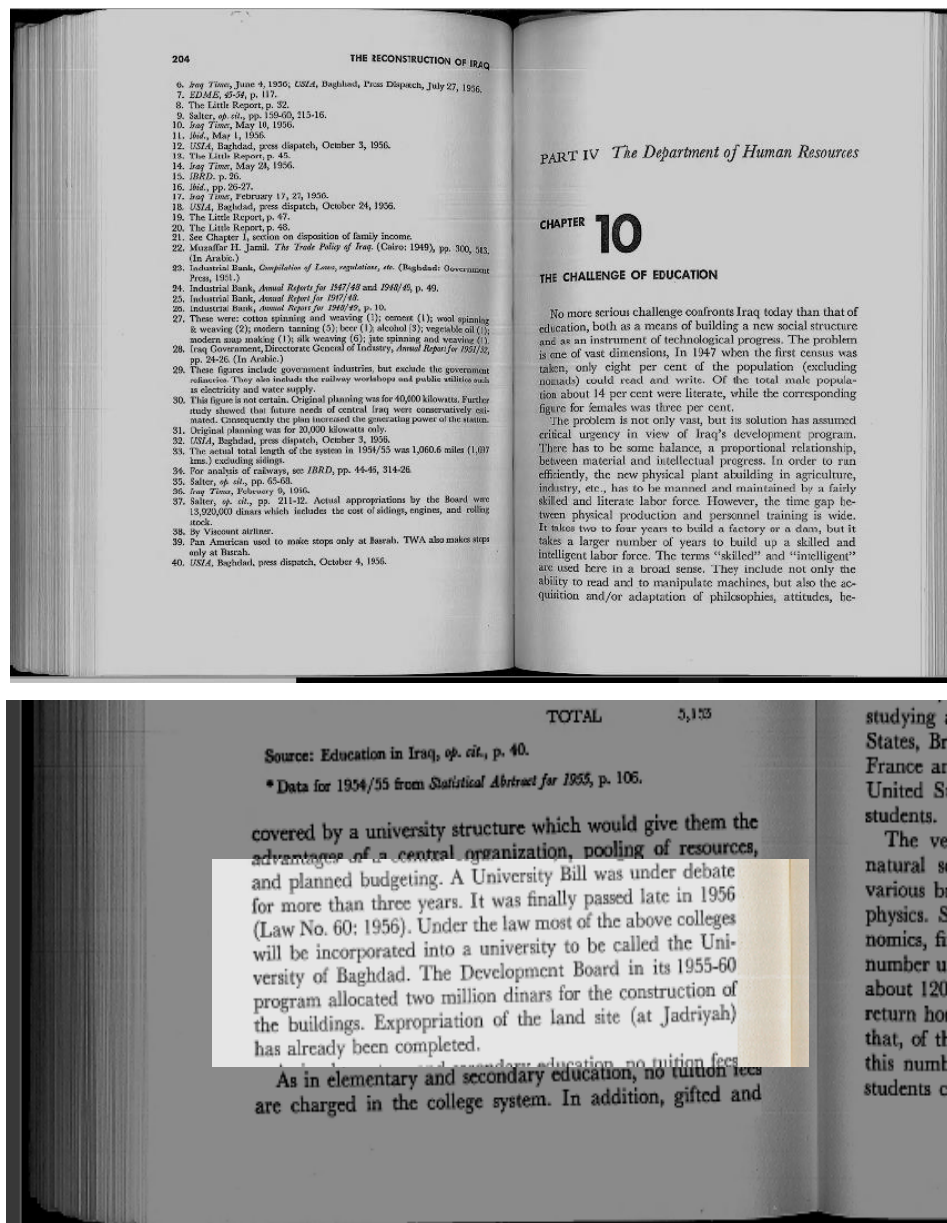 204 THE RECONSTRUCTION OF IRAQ
6. Iraq Times, June 4, 1956; USIA, Baghdad, Press Dispatch, July 27, 1956.
7. EDME, 45-54, p. 117.
8. The Little Report, p. 32.
9. Salter, op. cit., pp. 159-60, 215-16.
10. Iraq Times, May 10, 1956.
11. Ibid., May 1, 1956.
12. USIA, Baghdad, press dispatch, October 3, 1956.
13. The Little Report, p. 45.
14. Iraq Times, May 24, 1956.
15. IBRD. p. 26.
16. Ibid., pp. 26-27.
17. Iraq Times, February 17, 27, 1956.
18. USIA, Baghdad, press dispatch, October 24, 1956.
19. The Little Report, p. 47.
20. The Little Report, p. 48.
21. See Chapter 1, section on disposition of family income.
22. Muzaffar H. Jamil. The Trade Policy of Iraq. (Cairo: 1949), pp. 300, 543.
(In Arabic.)
23. Industrial Bank, Compilation of Laws, regulations, etc. (Baghdad: Government
Press, 1951.)
24. Industrial Bank, Annual Reports for 1947/48 and 1948/49, p. 49.
25. Industrial Bank, Annual Report for 1947/48.
26. Industrial Bank, Annual Report for 1948/49, p. 10.
27. These were: cotton spinning and weaving (1); cement (1); wool spinning
& weaving (2); modern tanning (5); beer (1); alcohol (3); vegetable oil (1);
modern soap making (1); silk weaving (6); jute spinning and weaving (1).
28. Iraq Government, Directorate General of Industry, Annual Report for 1951/52,
pp. 24-26. (In Arabic.)
29. These figures include government industries, but exclude the government
refineries. They also include the railway workshops and public utilities such
as electricity and water supply.
30. This figure is not certain. Original planning was for 40,000 kilowatts. Further
study showed that future needs of central Iraq were conservatively esti-
mated. Consequently the plan increased the generating power of the station.
31. Original planning was for 20,000 kilowatts only.
32. USIA, Baghdad, press dispatch, October 3, 1956.
33. The actual total length of the system in 1954/55 was 1,060.6 miles (1,697
kms.) excluding sidings.
34. For analysis of railways, see IBRD, pp. 44-46, 314-26.
35. Salter, op. cit., pp. 65-68.
36. Iraq Times, February 9, 1956.
37. Salter, op. cit., pp. 211-12. Actual appropriations by the Board were
13,920,000 dinars which includes the cost of sidings, engines, and rolling
stock.
38. By Viscount airliner.
39. Pan American used to make stops only at Basrah. TWA also makes stops
only at Basrah.
40. USIA, Baghdad, press dispatch, October 4, 1956.
PART IV The Department of Human Resources
CHAPTER 10
THE CHALLENGE OF EDUCATION
No more serious challenge confronts Iraq today than that of
education, both as a means of building a new social structure
and as an instrument of technological progress. The problem
is one of vast dimensions, In 1947 when the first census was
taken, only eight per cent of the population (excluding
nomads) could read and write. Of the total male popula-
tion about 14 per cent were literate, while the corresponding
figure for females was three per cent.
The problem is not only vast, but its solution has assumed
critical urgency in view of Iraq's development program.
There has to be some balance, a proportional relationship,
between material and intellectual progress. In order to run
efficiently, the new physical plant abuilding in agriculture,
industry, etc., has to be manned and maintained by a fairly
skilled and literate labor force. However, the time gap be-
tween physical production and personnel training is wide.
It takes two to four years to build a factory or a dam, but it
takes a larger number of years to build up a skilled and
intelligent labor force. The terms "skilled" and "intelligent"
are used here in a broad sense. They include not only the
ability to read and to manipulate machines, but also the ac-
quisition and/or adaptation of philosophies, attitudes, be-
TOTAL 5,153
Source: Education in Iraq, op. cit., p. 40.
* Data for 1954/55 from Statistical Abstract for 1955, p. 106.
covered by a university structure which would give them the
advantages of a central organization, pooling of resources,
and planned budgeting. A University Bill was under debate
for more than three years. It was finally passed late in 1956
(Law No. 60: 1956). Under the law most of the above colleges
will be incorporated into a university to be called the Uni-
versity of Baghdad. The Development Board in its 1955-60
program allocated two million dinars for the construction of
the buildings. Expropriation of the land site (at Jadriyah)
has already been completed.
As in elementary and secondary education, no tuition fees
are charged in the college system. In addition, gifted and
studying
States, Br
France an
United St
students.
The ve
natural s
various b
physics. S
nomics, fi
number u
about 120
return ho
that, of th
this numb
students c